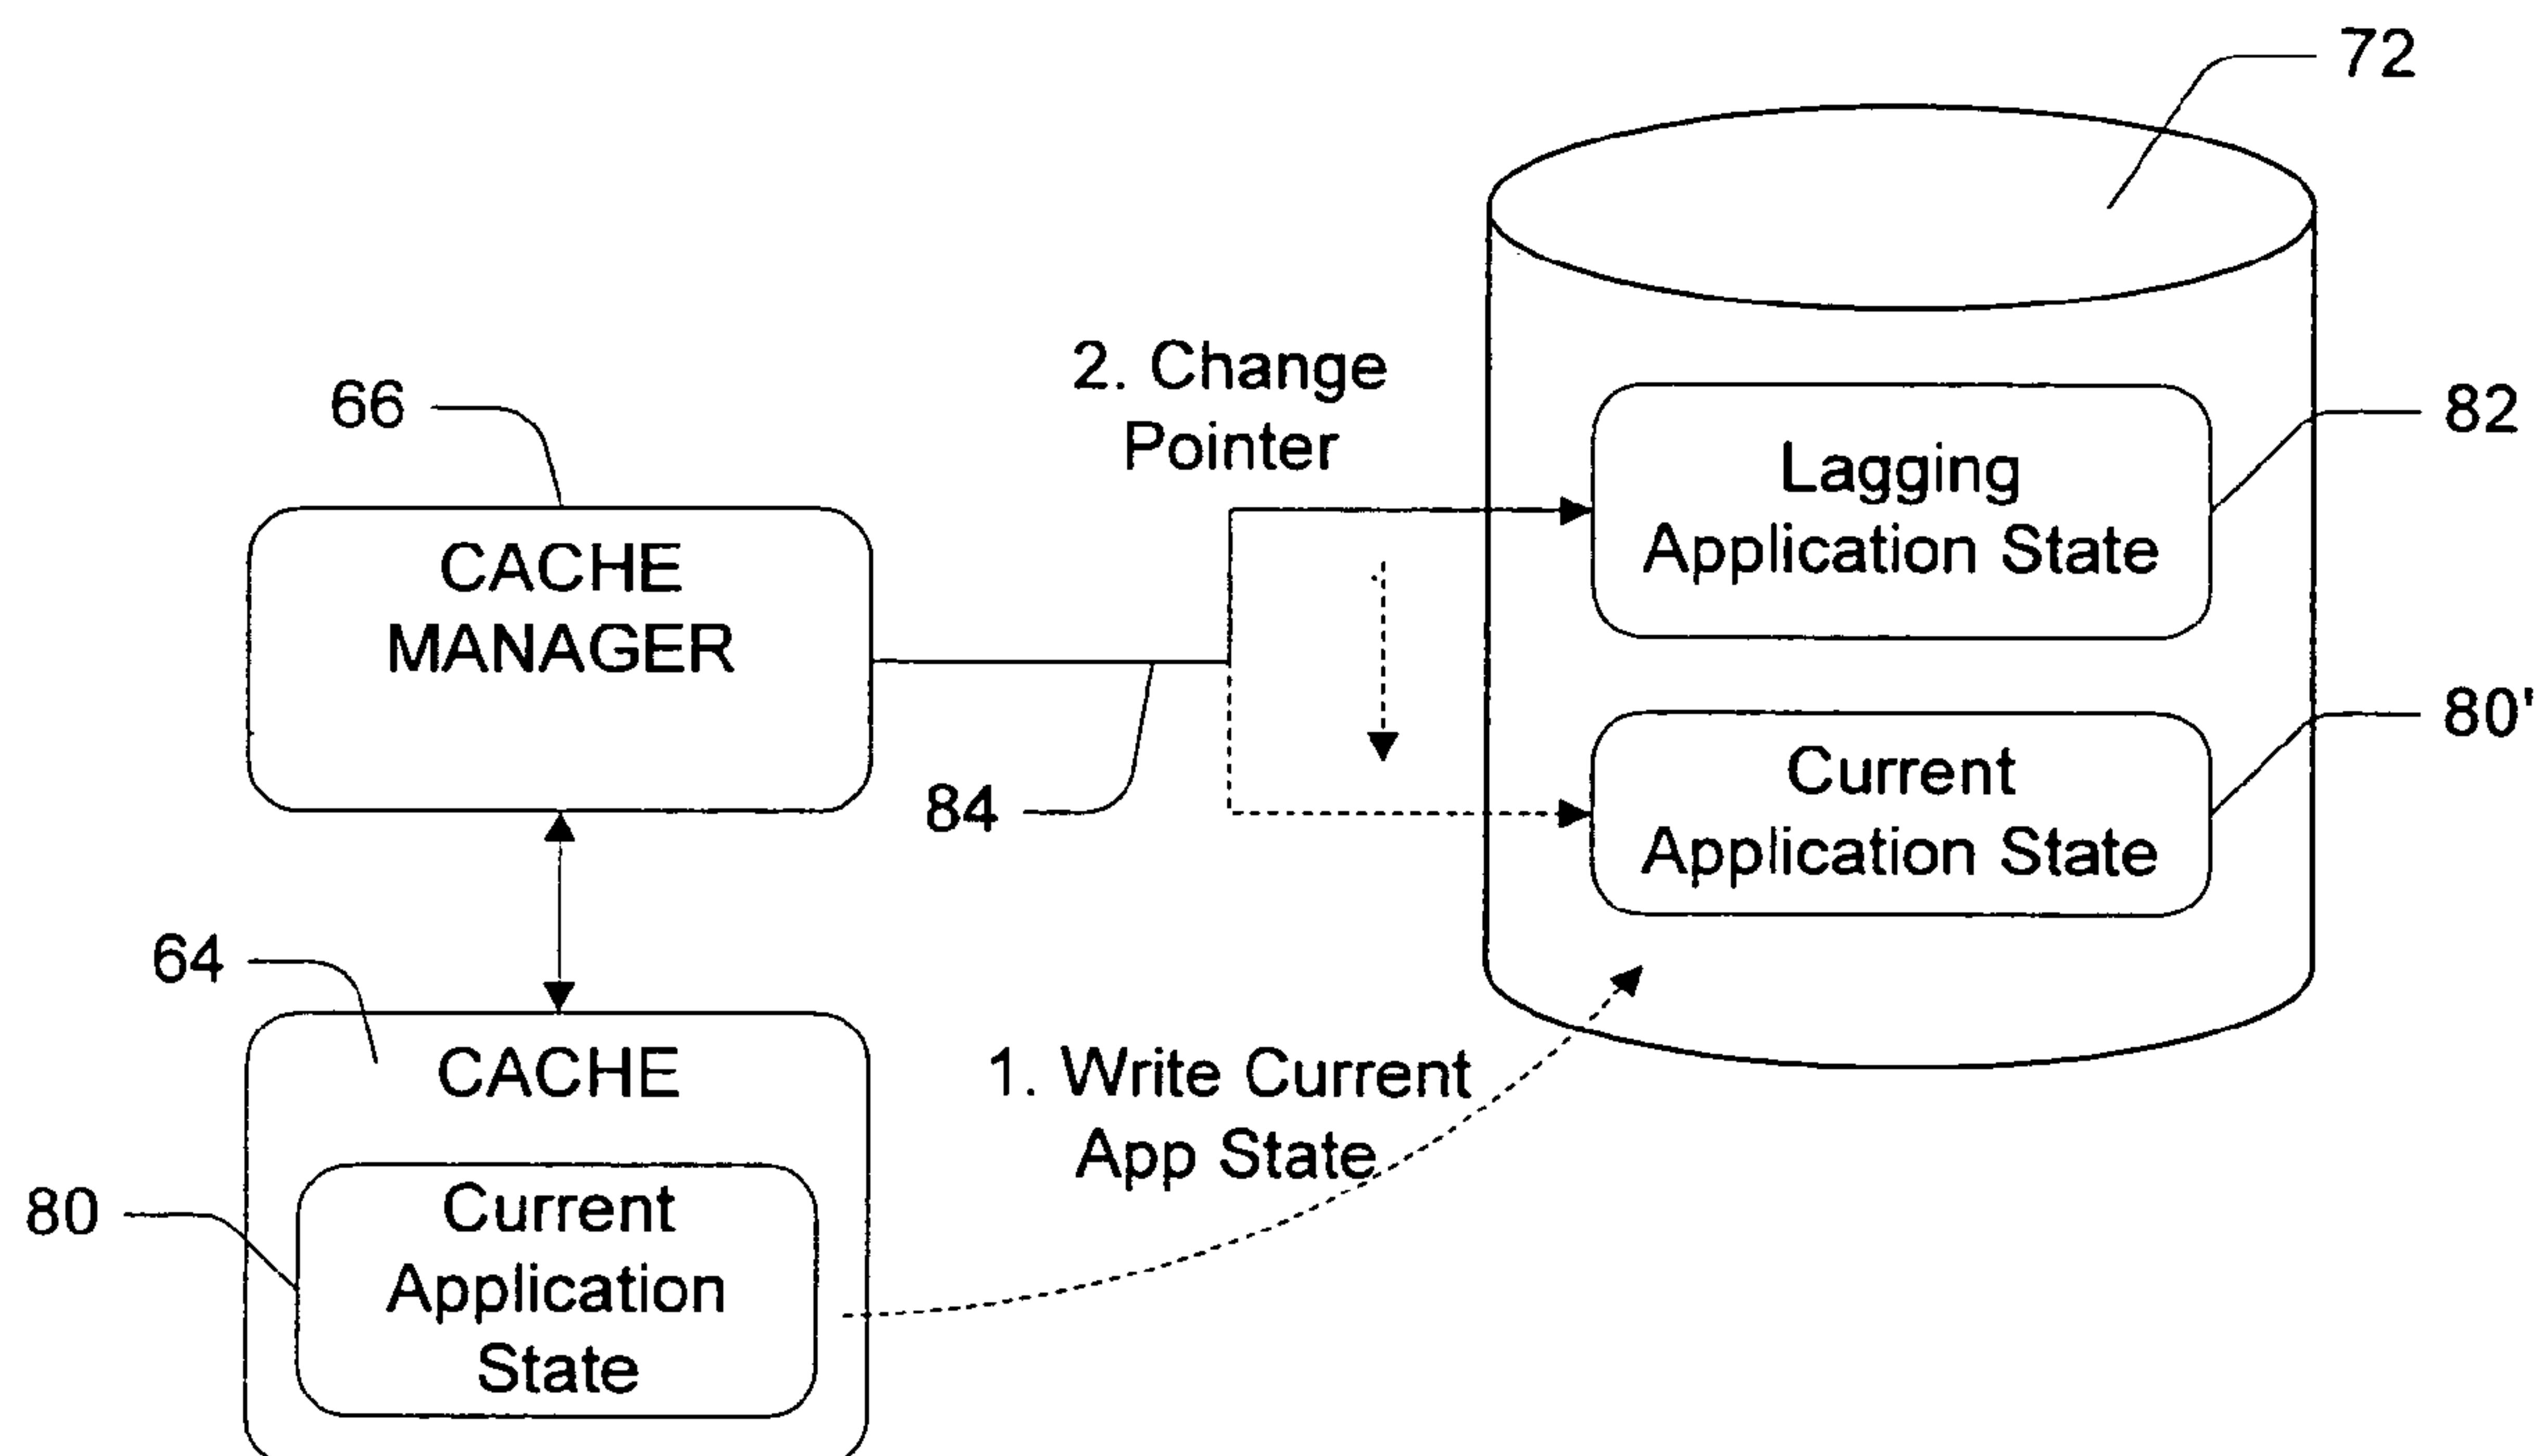 72
2. Change
Pointer
66
82
Lagging
Application State
CACHE
MANAGER
80'
Current
Application State
84
64
CACHE
1. Write Current
App State
80
Current
Application
State